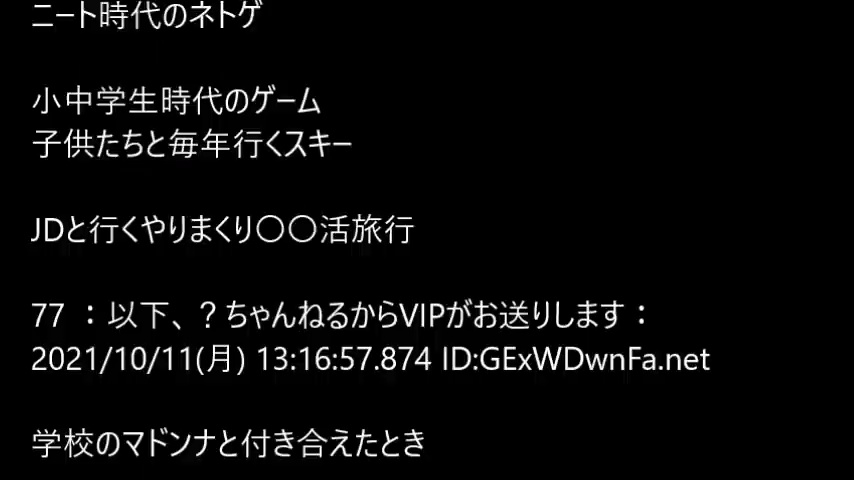 ニート時代のネトゲ
小中学生時代のゲーム
子供たちと毎年行くスキー
JDと行くやりまくり〇〇活旅行
77 ：以下、？ちゃんねるからVIPがお送りします：
2021/10/11(月) 13:16:57.874 ID:GExWDwnFa.net
学校のマドンナと付き合えたとき